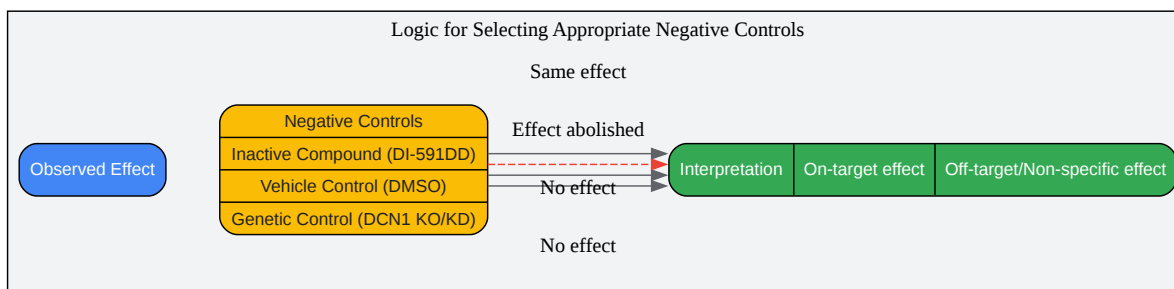 Logic for Selecting Appropriate Negative Controls
Same effect
Effect abolished
No effect
No effect
Observed Effect
Negative Controls
Inactive Compound (DI-591DD)
Vehicle Control (DMSO)
Genetic Control (DCN1 KO/KD)
Interpretation
On-target effect
Off-target/Non-specific effect